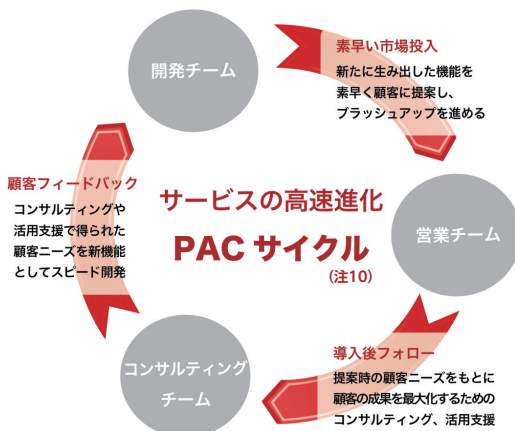 開発チーム
素早い市場投入
新たに生み出した機能を
素早く顧客に提案し、
ブラッシュアップを進める
サービスの高速進化
PAC サイクル
(注10)
営業チーム
導入後フォロー
提案時の顧客ニーズをもとに
顧客の成果を最大化するための
コンサルティング、活用支援
コンサルティング
チーム
顧客フィードバック
コンサルティングや
活用支援で得られた
顧客ニーズを新機能
としてスピード開発